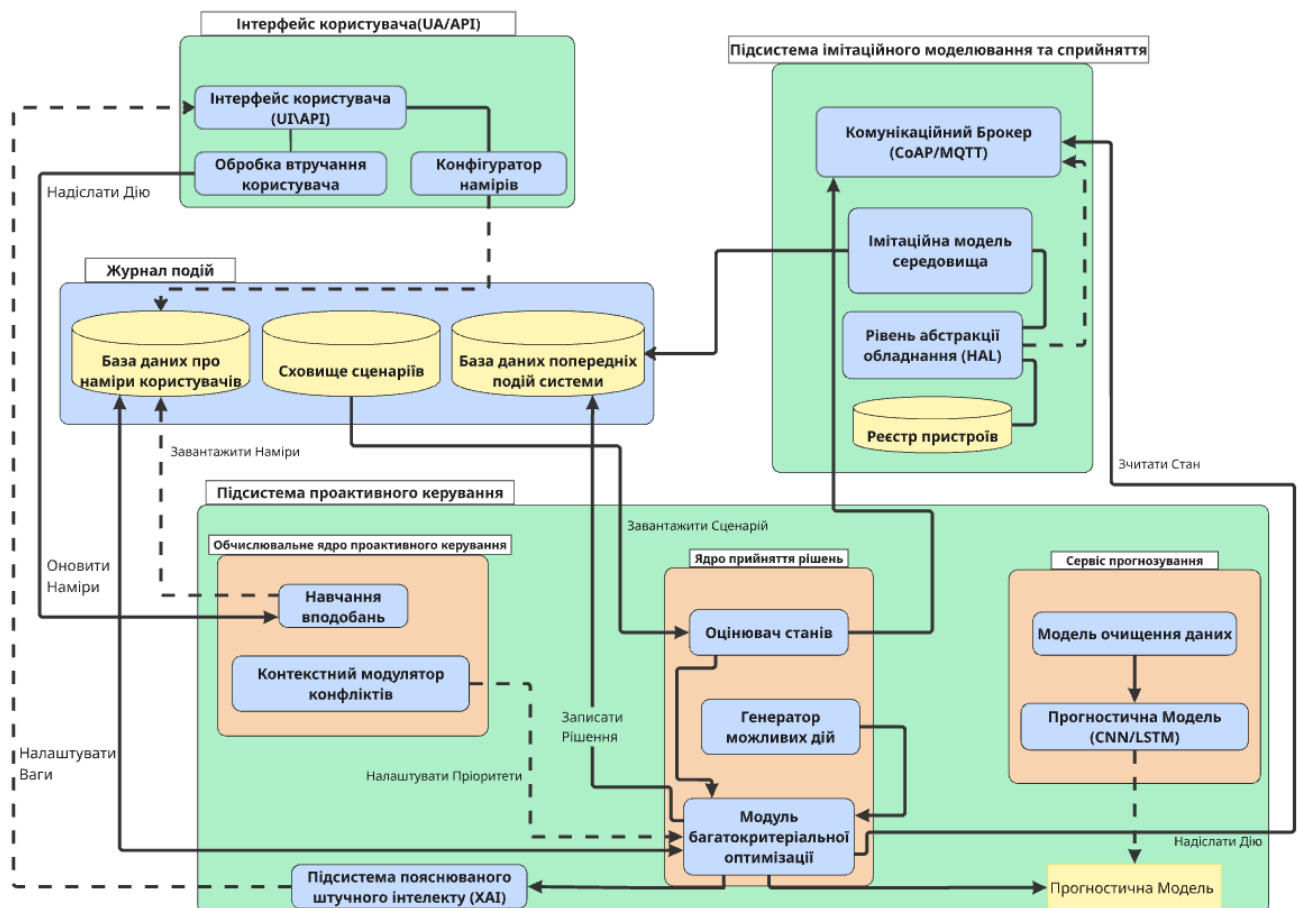 Інтерфейс користувача(UA/API)
Інтерфейс користувача
(UI\API)
Обробка втручання
користувача
Конфігуратор
намірів
Надіслати Дію
Підсистема імітаційного моделювання та сприйняття
Комунікаційний Брокер
(CoAP/MQTT)
Імітаційна модель
середовища
Рівень абстракції
обладнання (HAL)
Реєстр пристроїв
Зчитати Стан
Журнал подій
База даних про
наміри користувачів
Сховище сценаріїв
База даних попередніх
подій системи
Завантажити Наміри
Підсистема проактивного керування
Завантажити Сценарій
Обчислювальне ядро проактивного керування
Навчання
вподобань
Контекстний модулятор
конфліктів
Оновити
Наміри
Ядро прийняття рішень
Оцінювач станів
Генератор
можливих дій
Модуль
багатокритеріальної
оптимізації
Сервіс прогнозування
Модель очищення даних
Прогностична Модель
(CNN/LSTM)
Записати
Рішення
Налаштувати
Ваги
Налаштувати Пріоритети
Надіслати Дію
Підсистема пояснюваного
штучного інтелекту (XAI)
Прогностична Модель